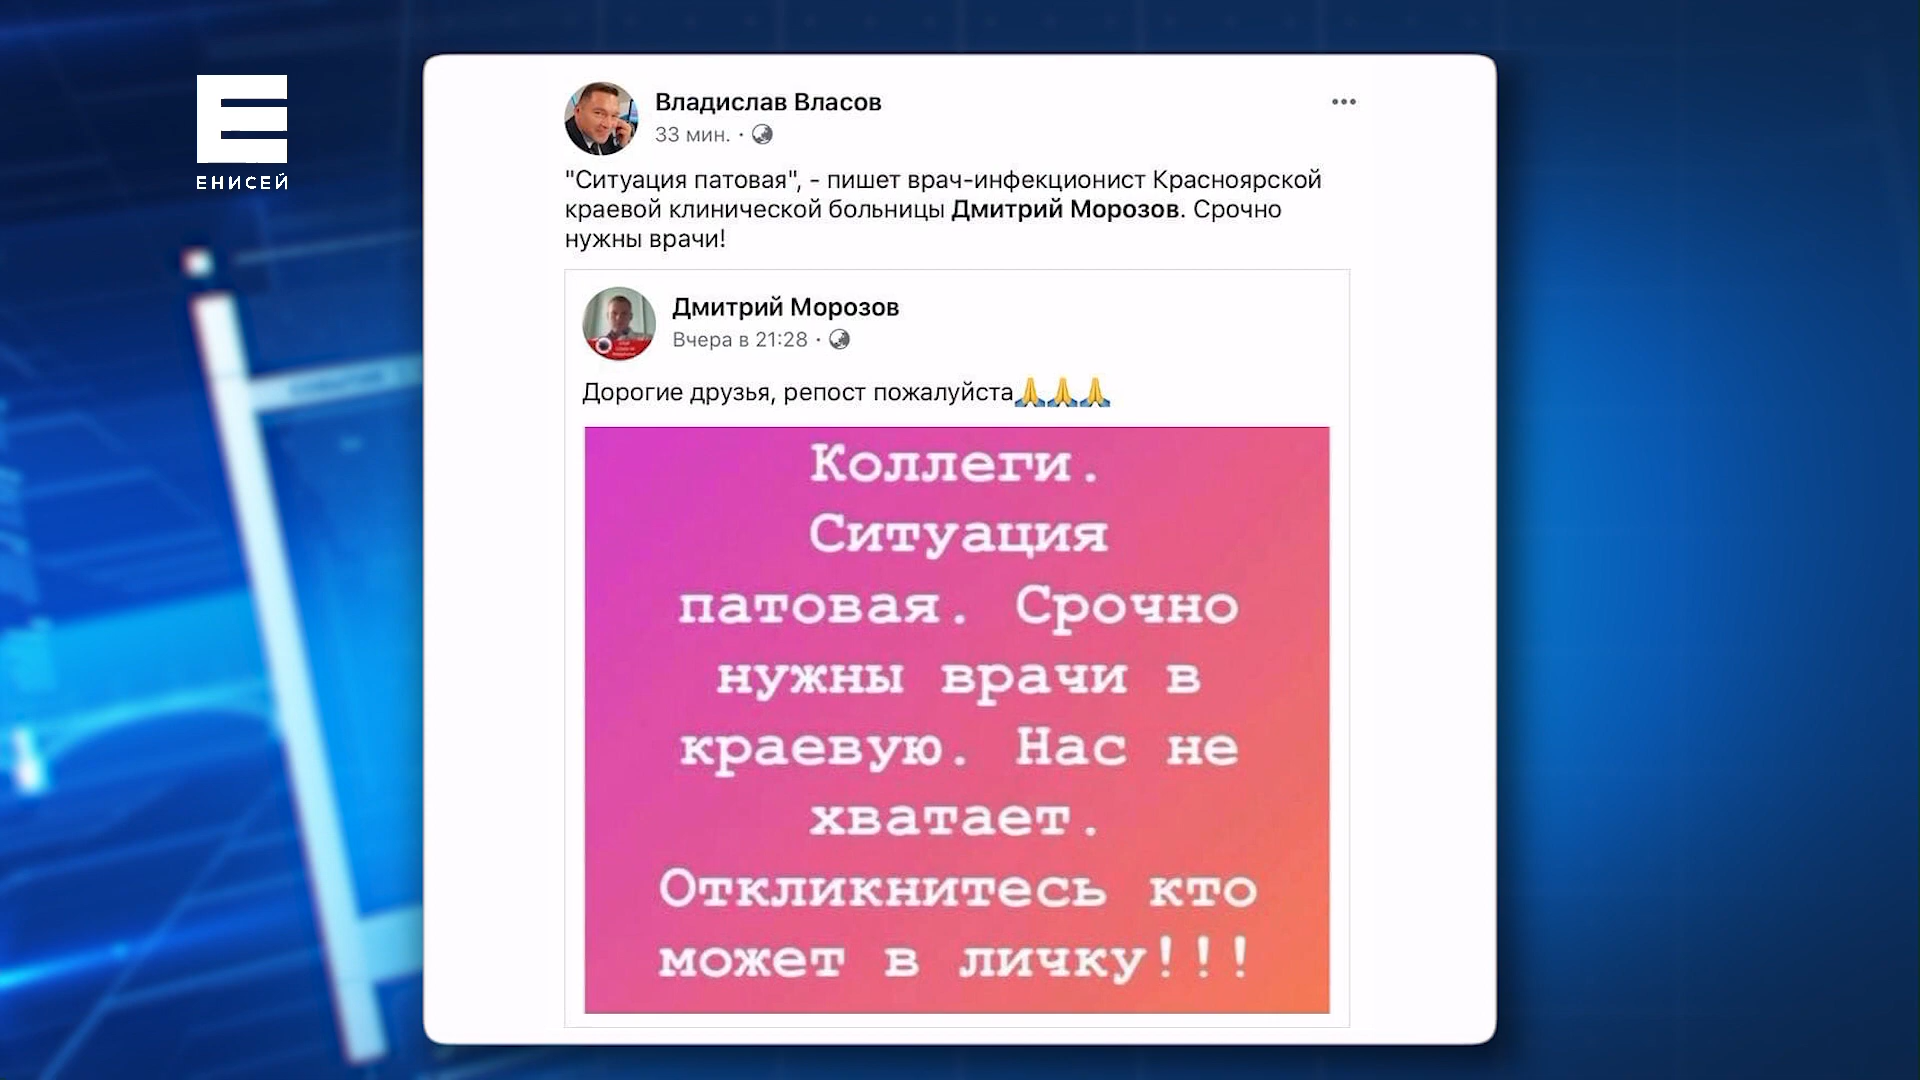 ЕНИСЕЙ
Владислав Власов
33 мин. ·
"Ситуация патовая", - пишет врач-инфекционист Красноярской
краевой клинической больницы Дмитрий Морозов. Срочно
нужны врачи!
Дмитрий Морозов
Вчера в 21:28 ·
Дорогие друзья, репост пожалуйста🙏🙏🙏
Коллеги.
Ситуация
патовая. Срочно
нужны врачи в
краевую. Нас не
хватает.
Откликнитесь кто
может в личку!!!